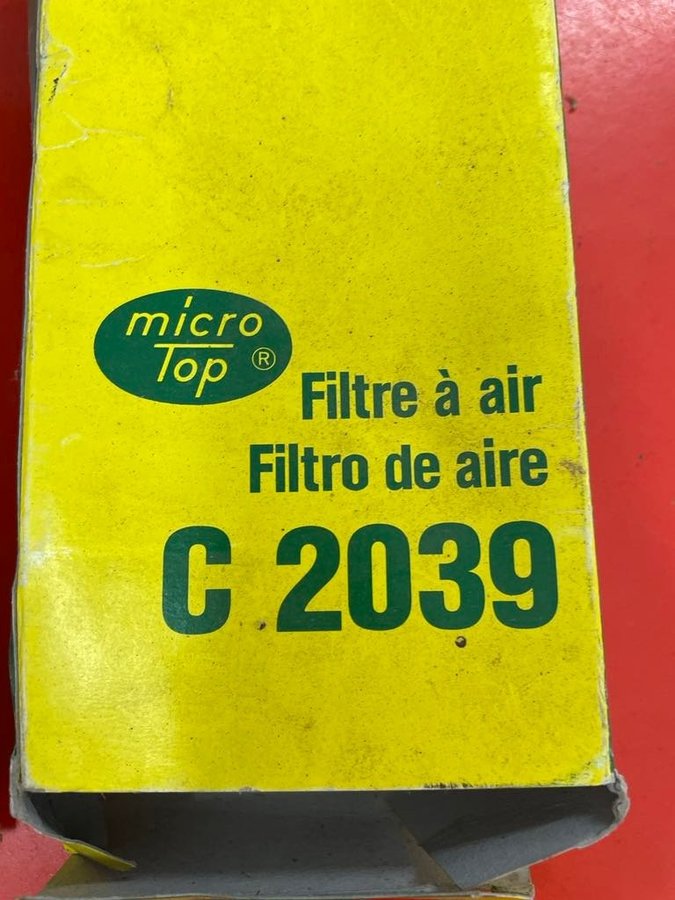 micro
Top ®
Filtre à air
Filtro de aire
C 2039